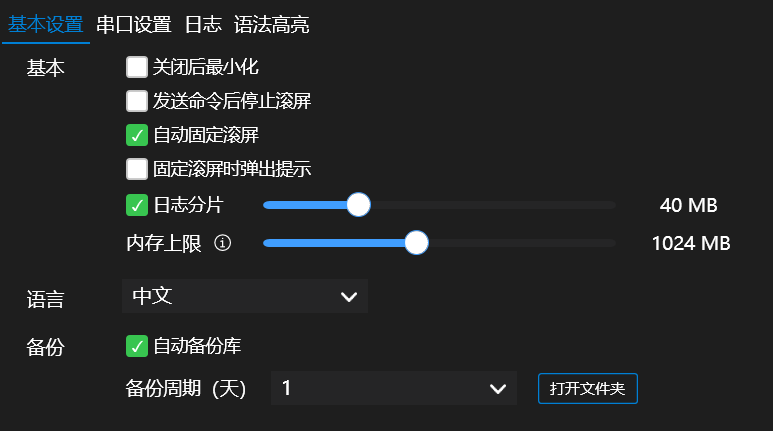 基本设置 串口设置 日志 语法高亮
基本 关闭后最小化
发送命令后停止滚屏
自动固定滚屏
固定滚屏时弹出提示
日志分片 40 MB
内存上限 1024 MB
语言 中文
备份 自动备份库
备份周期 (天) 1 打开文件夹